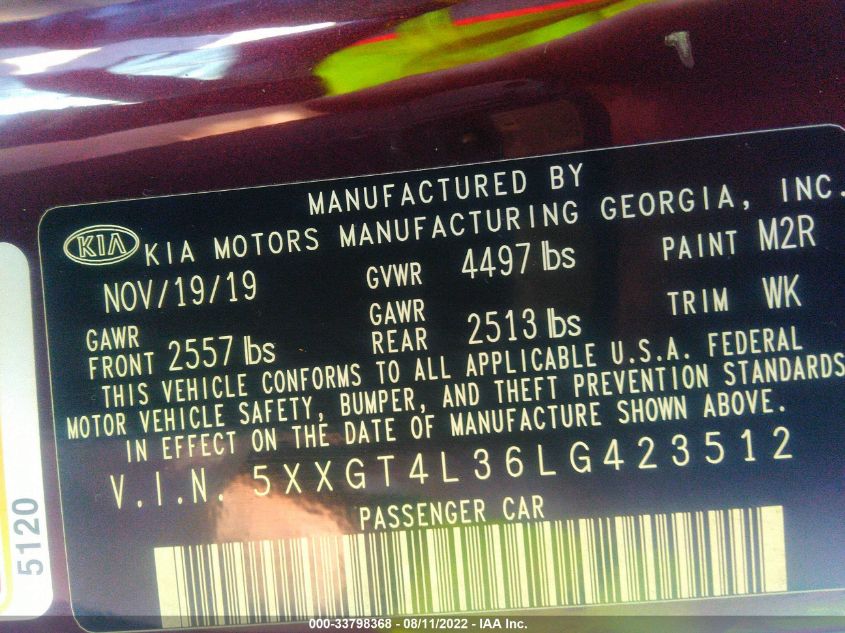 MANUFACTURED BY
KIA KIA MOTORS MANUFACTURING GEORGIA, INC.
NOV/19/19 GVWR 4497 lbs PAINT M2R
GAWR FRONT 2557 lbs GAWR REAR 2513 lbs TRIM WK
THIS VEHICLE CONFORMS TO ALL APPLICABLE U.S.A. FEDERAL
MOTOR VEHICLE SAFETY, BUMPER, AND THEFT PREVENTION STANDARDS
IN EFFECT ON THE DATE OF MANUFACTURE SHOWN ABOVE.
V.I.N. 5XXGT4L36LG423512
PASSENGER CAR
5120
000-33798368 - 08/11/2022 - IAA Inc.